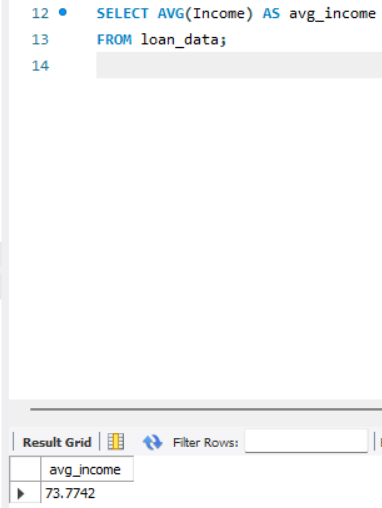 12 SELECT AVG(Income) AS avg_income
13 FROM loan_data;
14
Result Grid Filter Rows:
avg_income
73.7742